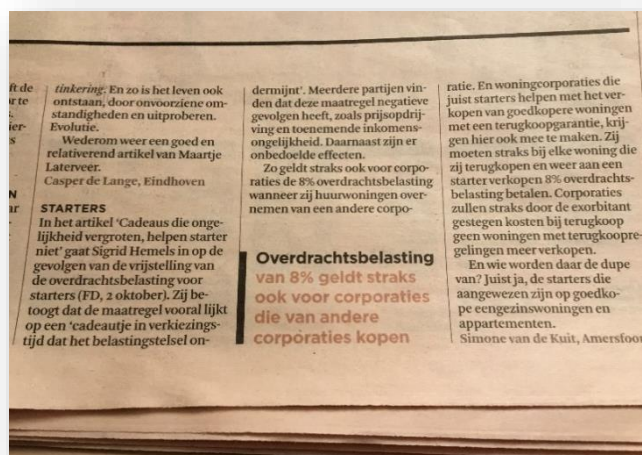 ft de
tinkering. En zo is het leven ook
ontstaan, door onvoorziene om-
standigheden en uitproberen.
Evolutie.
Wederom weer een goed en
relativerend artikel van Maartje
Laterveer.
Casper de Lange, Eindhoven
STARTERS
In het artikel ‘Cadeaus die onge-
lijkheid vergroten, helpen starter
niet’ gaat Sigrid Hemels in op de
gevolgen van de vrijstelling van
de overdrachtsbelasting voor
starters (FD, 2 oktober). Zij be-
toogt dat de maatregel vooral lijkt
op een ‘cadeautje in verkiezings-
tijd dat het belastingstelsel on-
dermijnt’. Meerdere partijen vin-
den dat deze maatregel negatieve
gevolgen heeft, zoals prijsopdrij-
ving en toenemende inkomens-
ongelijkheid. Daarnaast zijn er
onbedoelde effecten.
Zo geldt straks ook voor corpo-
raties de 8% overdrachtsbelasting
wanneer zij huurwoningen over-
nemen van een andere corpo-
Overdrachtsbelasting
van 8% geldt straks
ook voor corporaties
die van andere
corporaties kopen
ratie. En woningcorporaties die
juist starters helpen met het ver-
kopen van goedkopere woningen
met een terugkoopgarantie, krij-
gen hier ook mee te maken. Zij
moeten straks bij elke woning die
zij terugkopen en weer aan een
starter verkopen 8% overdrachts-
belasting betalen. Corporaties
zullen straks door de exorbitant
gestegen kosten bij terugkoop
geen woningen met terugkoopre-
gelingen meer verkopen.
En wie worden daar de dupe
van? Juist ja, de starters die
aangewezen zijn op goedko-
pe eengezinswoningen en
appartementen.
Simone van de Kuit, Amersfoor